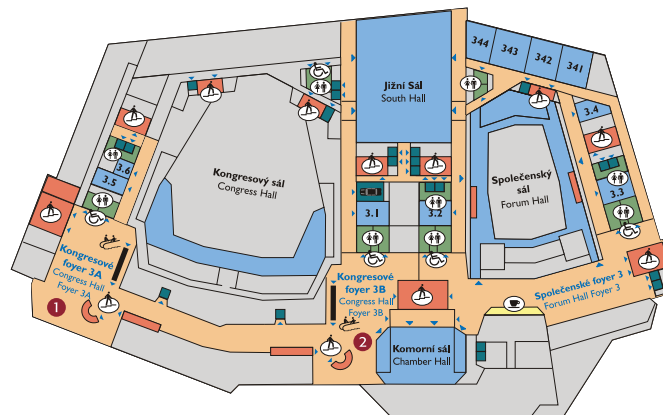 344
343
342
341
Jižní Sál
South Hall
3.4
Kongresový sál
Congress Hall
3.6
3.5
Společenský
sál
Forum Hall
3.3
3.1
3.2
Kongresové
foyer 3A
Congress Hall
Foyer 3A
1
Kongresové
foyer 3B
Congress Hall
Foyer 3B
2
Společenské foyer 3
Forum Hall Foyer 3
Komorní sál
Chamber Hall